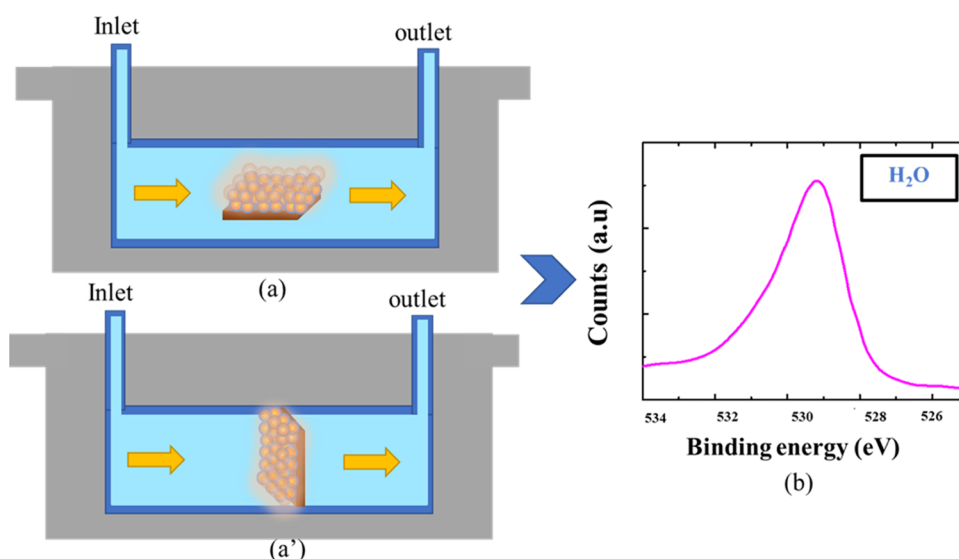 Inlet
outlet
(a)
Inlet
outlet
(a’)
H₂O
Counts (a.u)
534 532 530 528 526
Binding energy (eV)
(b)